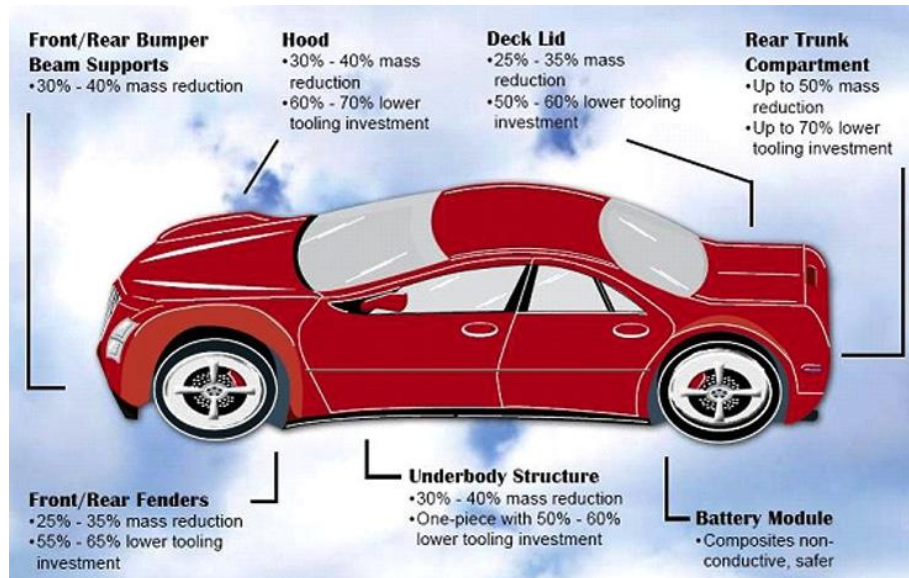 Front/Rear Bumper
Beam Supports
•30% - 40% mass reduction
Hood
•30% - 40% mass
reduction
•60% - 70% lower
tooling investment
Deck Lid
•25% - 35% mass
reduction
•50% - 60% lower tooling
investment
Rear Trunk
Compartment
•Up to 50% mass
reduction
•Up to 70% lower
tooling investment
Front/Rear Fenders
•25% - 35% mass reduction
•55% - 65% lower tooling
investment
Underbody Structure
•30% - 40% mass reduction
•One-piece with 50% - 60%
lower tooling investment
Battery Module
•Composites non-
conductive, safer